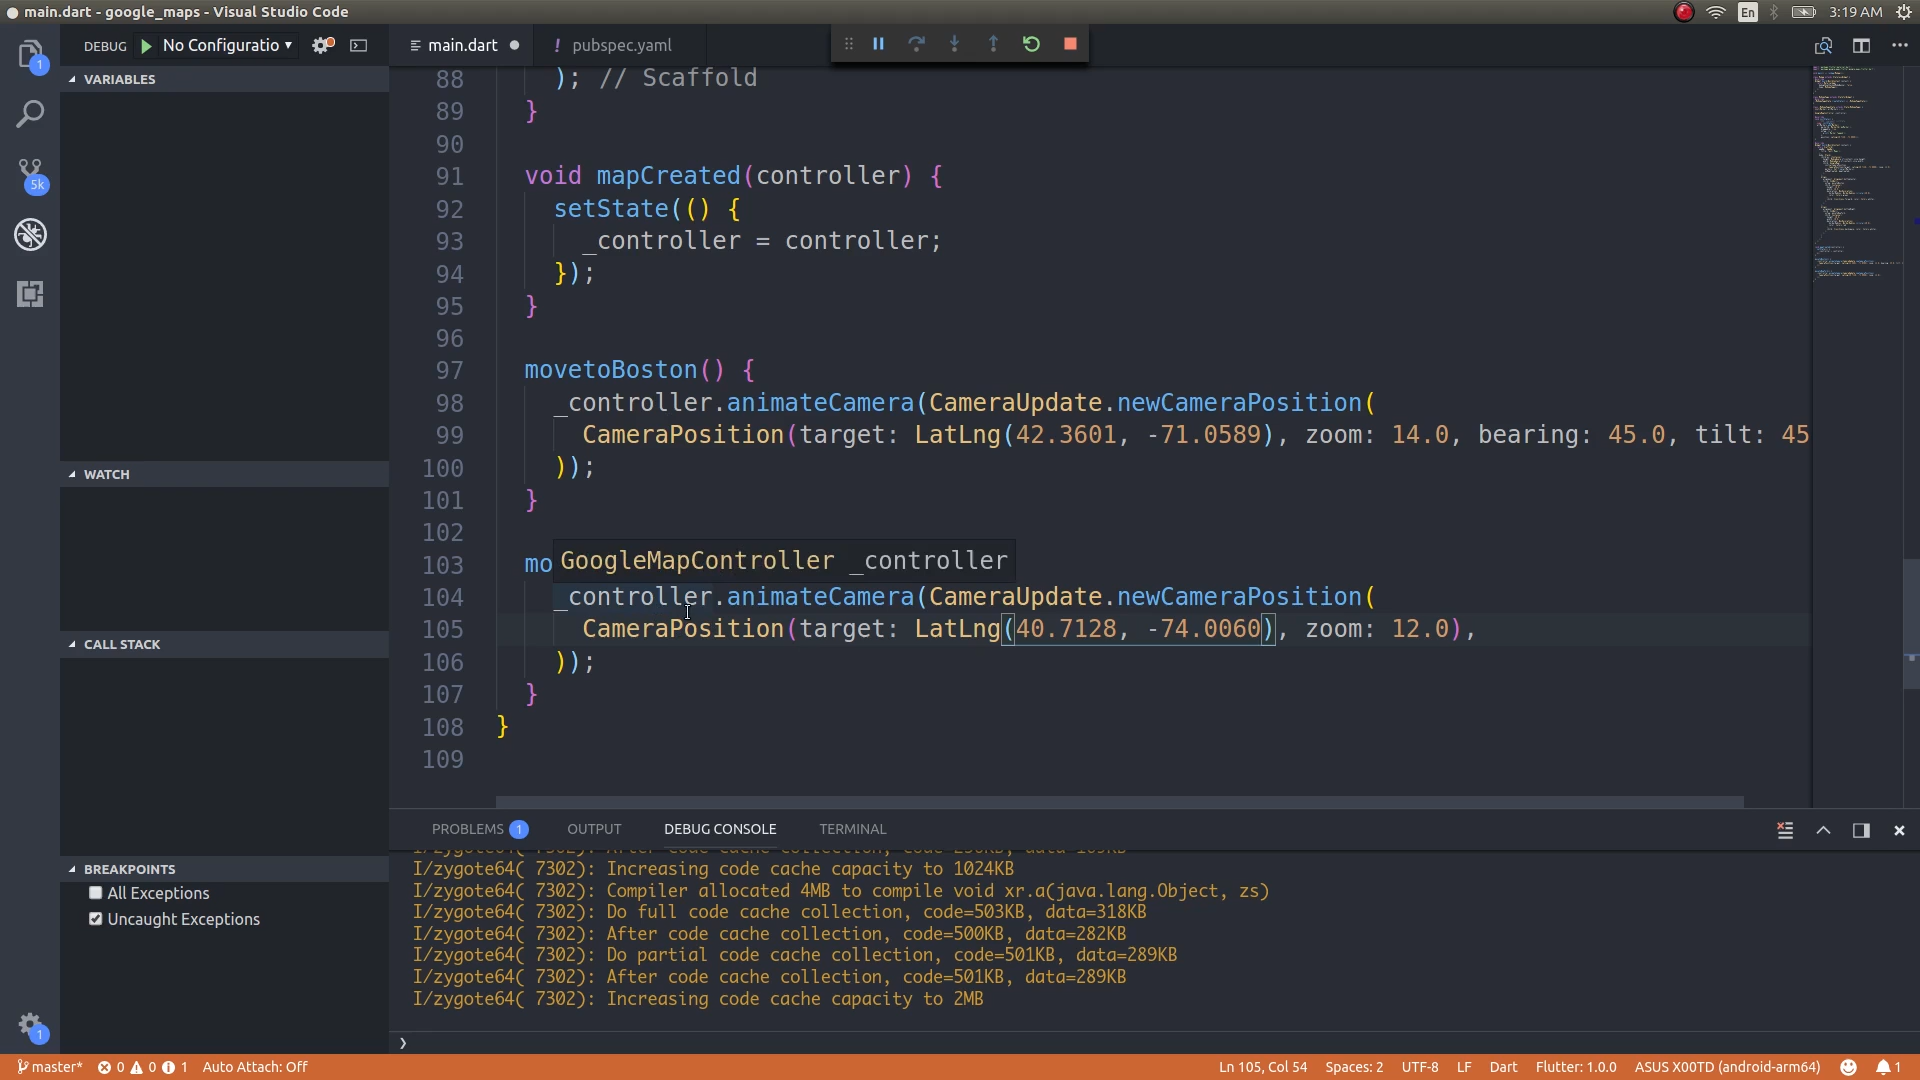 main.dart - google_maps - Visual Studio Code
En
3:19 AM
DEBUG
No Configuratio
main.dart
! pubspec.yaml
1
5k
VARIABLES
WATCH
CALL STACK
BREAKPOINTS
All Exceptions
Uncaught Exceptions
88 ); // Scaffold
89 }
90
91 void mapCreated(controller) {
92 setState(() {
93 _controller = controller;
94 });
95 }
96
97 movetoBoston() {
98 _controller.animateCamera(CameraUpdate.newCameraPosition(
99 CameraPosition(target: LatLng(42.3601, -71.0589), zoom: 14.0, bearing: 45.0, tilt: 45
100 ));
101 }
102
GoogleMapController _controller
103 mo
104 _controller.animateCamera(CameraUpdate.newCameraPosition(
105 CameraPosition(target: LatLng(40.7128, -74.0060), zoom: 12.0),
106 ));
107 }
108 }
109
PROBLEMS 1
OUTPUT
DEBUG CONSOLE
TERMINAL
I/zygote64( 7302): Increasing code cache capacity to 1024KB
I/zygote64( 7302): Compiler allocated 4MB to compile void xr.a(java.lang.Object, zs)
I/zygote64( 7302): Do full code cache collection, code=503KB, data=318KB
I/zygote64( 7302): After code cache collection, code=500KB, data=282KB
I/zygote64( 7302): Do partial code cache collection, code=501KB, data=289KB
I/zygote64( 7302): After code cache collection, code=501KB, data=289KB
I/zygote64( 7302): Increasing code cache capacity to 2MB
1
master* 0 0 1 Auto Attach: Off
Ln 105, Col 54 Spaces: 2 UTF-8 LF Dart Flutter: 1.0.0 ASUS X00TD (android-arm64) 1